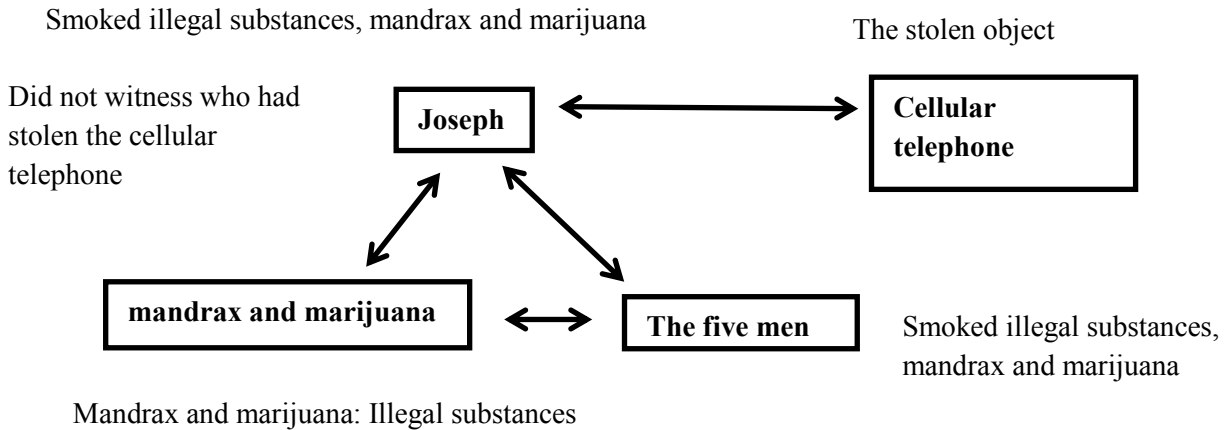 Smoked illegal substances, mandrax and marijuana
The stolen object
Did not witness who had
stolen the cellular
telephone
Joseph
Cellular
telephone
mandrax and marijuana
The five men
Smoked illegal substances,
mandrax and marijuana
Mandrax and marijuana: Illegal substances